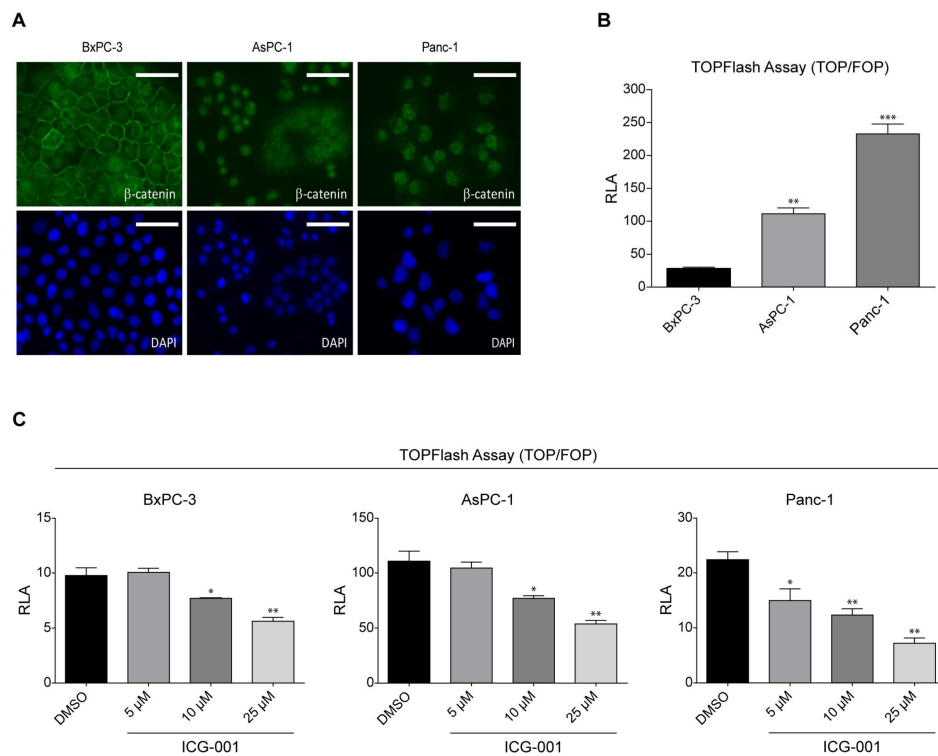 A
BxPC-3
AsPC-1
Panc-1
β-catenin
β-catenin
β-catenin
DAPI
DAPI
DAPI
B
TOPFlash Assay (TOP/FOP)
300
250
200
150
100
50
0
RLA
**
***
BxPC-3
AsPC-1
Panc-1
C
TOPFlash Assay (TOP/FOP)
BxPC-3
15
10
5
0
RLA
*
**
DMSO
5 µM
10 µM
25 µM
ICG-001
AsPC-1
150
100
50
0
RLA
*
**
DMSO
5 µM
10 µM
25 µM
ICG-001
Panc-1
30
20
10
0
RLA
*
**
**
DMSO
5 µM
10 µM
25 µM
ICG-001